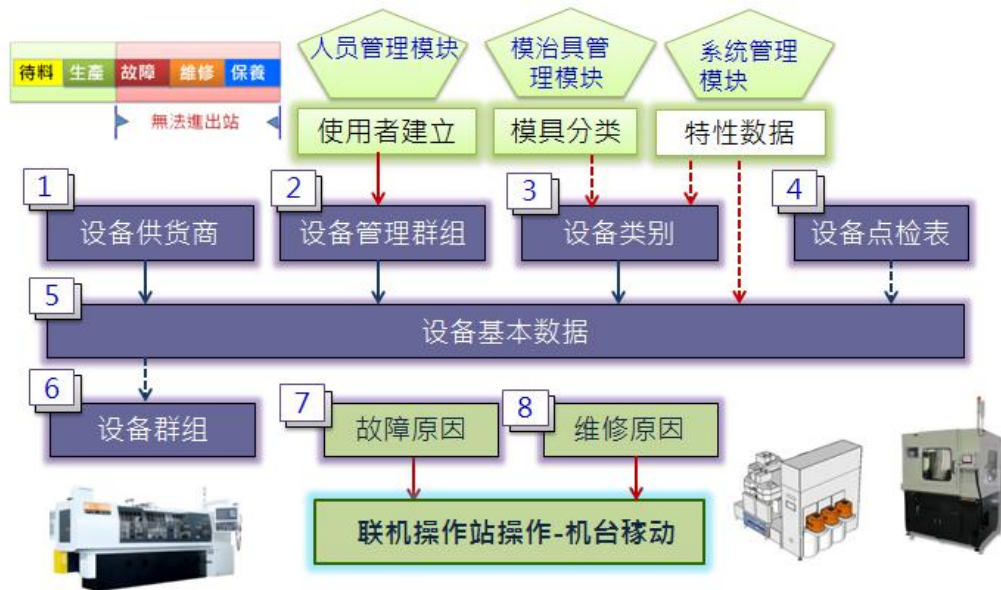 人员管理模块
模治具管
理模块
系统管理
模块
待料 生產 故障 維修 保養
無法進出站
使用者建立
模具分类
特性数据
1
设备供货商
2
设备管理群组
3
设备类别
4
设备点检表
5
设备基本数据
6
设备群组
7
故障原因
8
维修原因
联机操作站操作-机台稼动